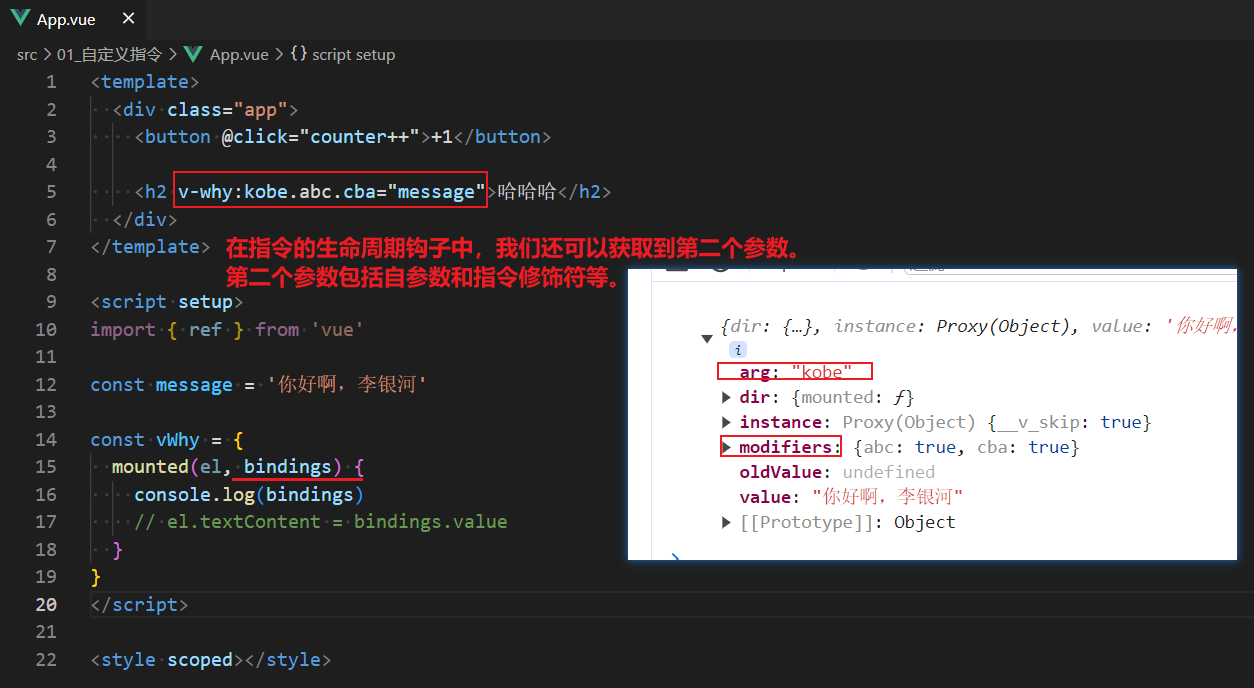 App.vue ×
src > 01_自定义指令 > App.vue > {} script setup
1 <template>
2 <div class="app">
3 <button @click="counter++">+1</button>
4
5 <h2 v-why:kobe.abc.cba="message">哈哈哈</h2>
6 </div>
7 </template>
在指令的生命周期钩子中，我们还可以获取到第二个参数。
第二个参数包括自参数和指令修饰符等。
8
9 <script setup>
10 import { ref } from 'vue'
11
12 const message = '你好啊，李银河'
13
14 const vWhy = {
15 mounted(el, bindings) {
16 console.log(bindings)
17 // el.textContent = bindings.value
18 }
19 }
20 </script>
21
22 <style scoped></style>
{dir: {…}, instance: Proxy(Object), value: '你好啊，
i
arg: "kobe"
dir: {mounted: ƒ}
instance: Proxy(Object) {__v_skip: true}
modifiers: {abc: true, cba: true}
oldValue: undefined
value: "你好啊，李银河"
[[Prototype]]: Object